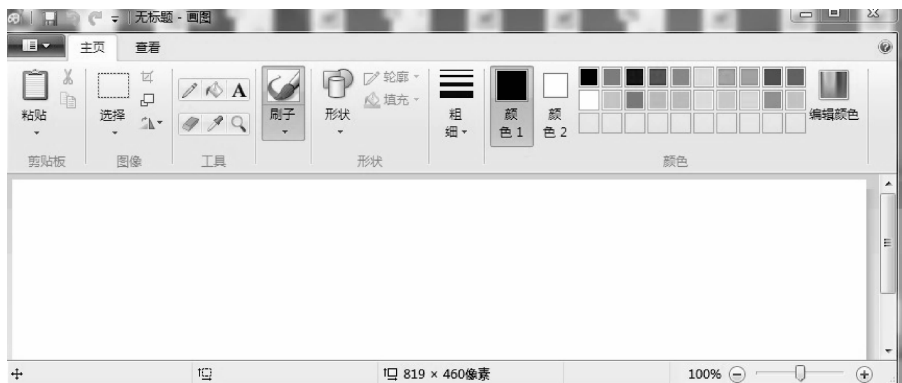 无标题 - 画图
主页 查看
粘贴
选择
A
刷子
形状
轮廓
填充
粗
细
颜
色 1
颜
色 2
编辑颜色
剪贴板 图像 工具 形状 颜色
819 × 460像素 100%